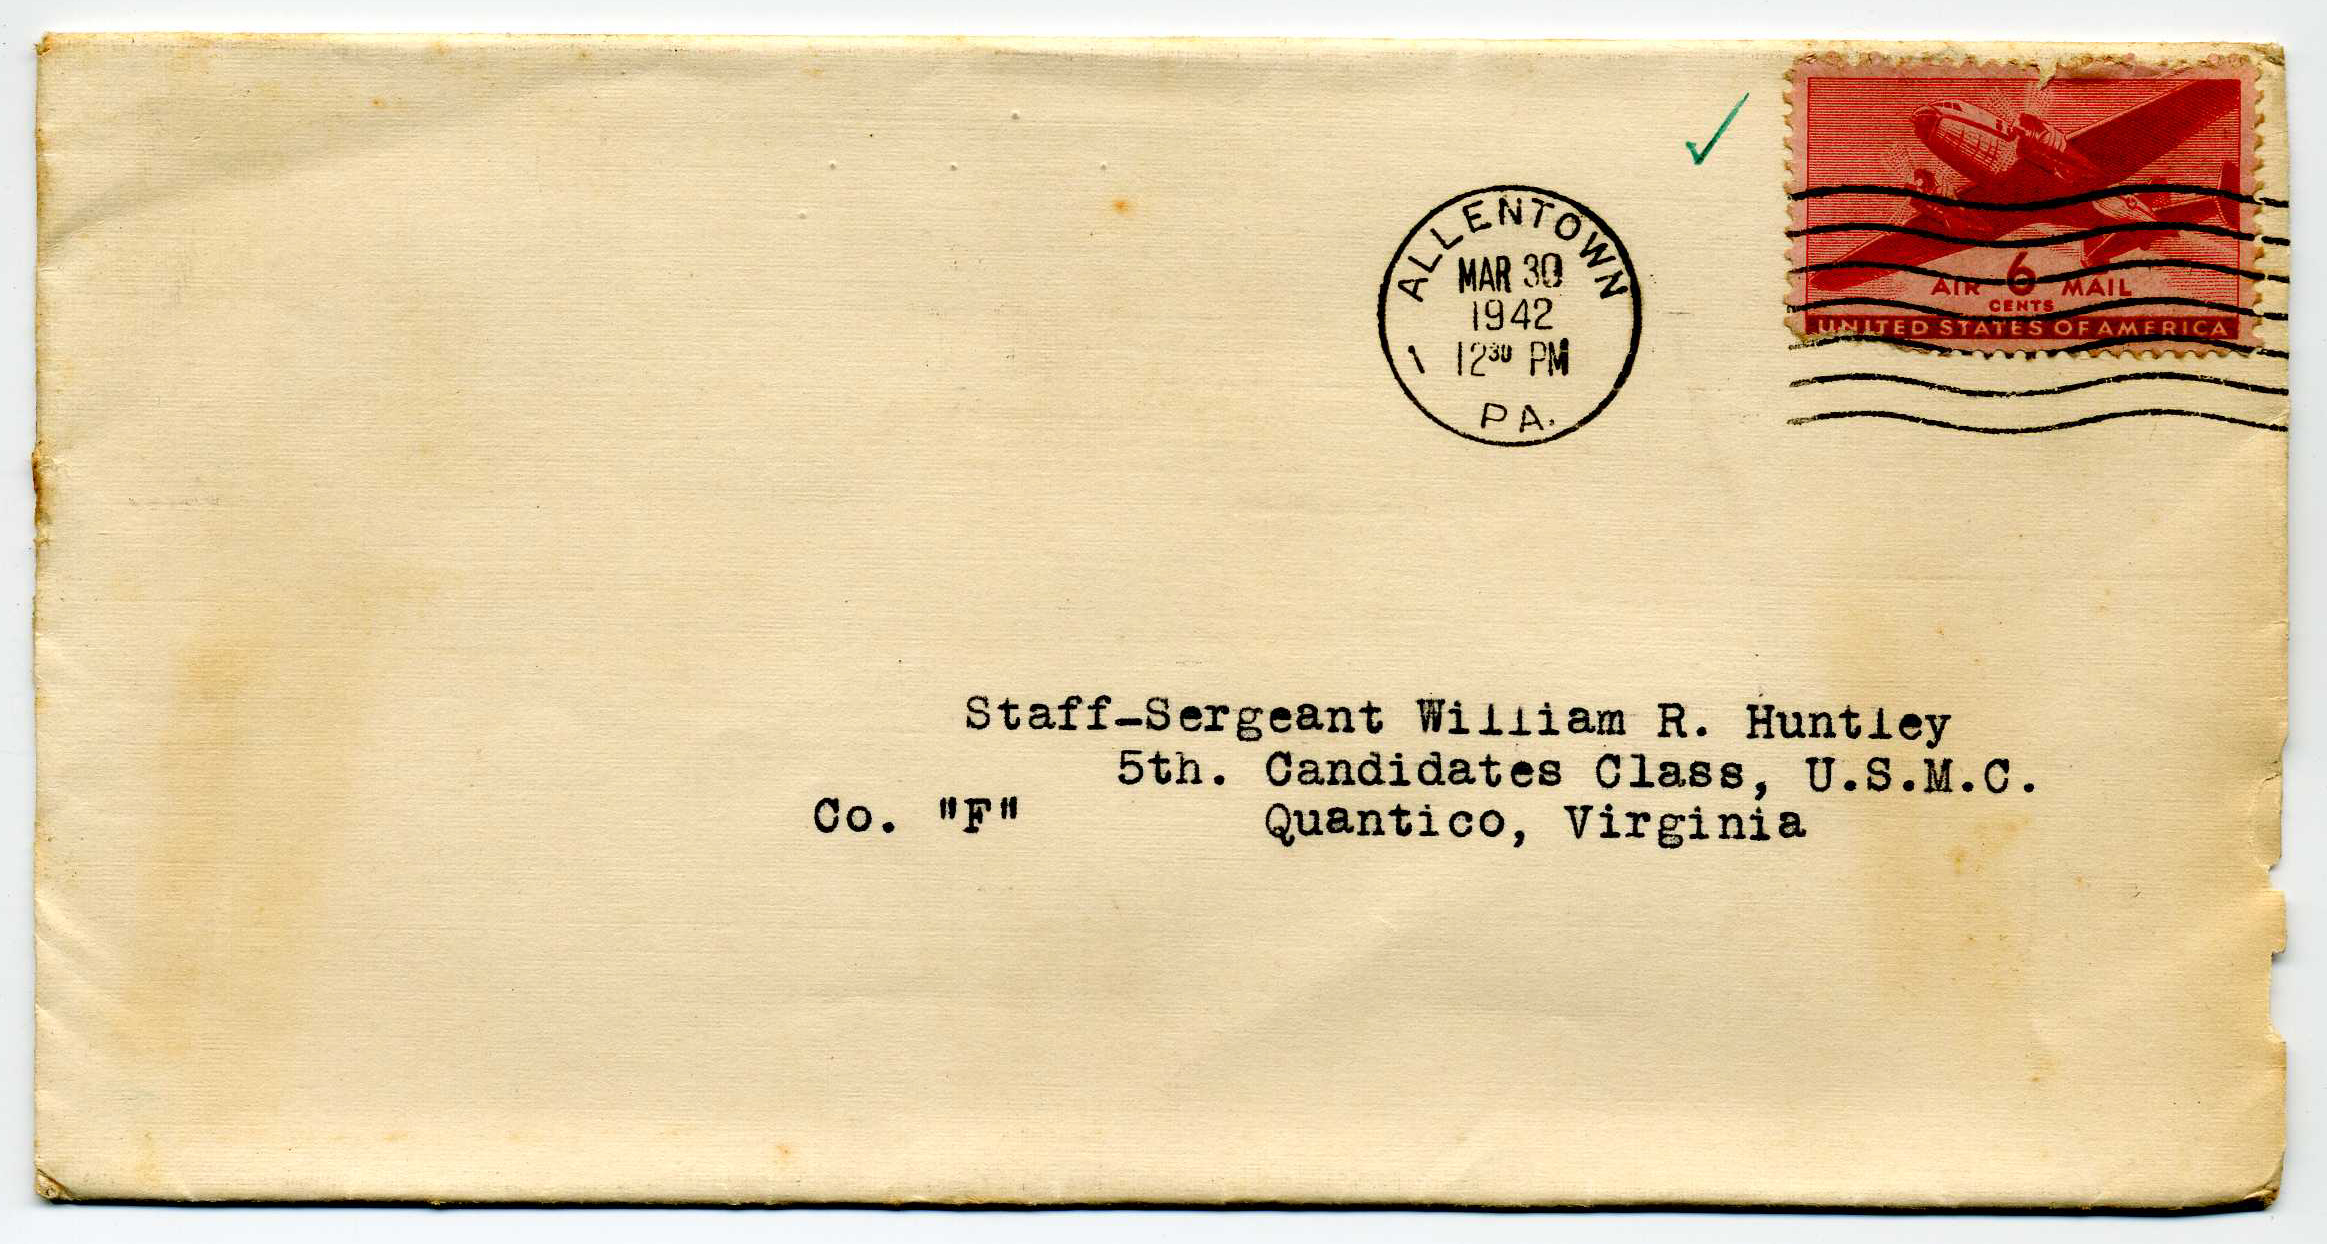 ALLENTOWN
MAR 30
1942
1 12³⁰ PM
PA.
AIR 6 MAIL
CENTS
UNITED STATES OF AMERICA
Staff-Sergeant William R. Huntley
5th. Candidates Class, U.S.M.C.
Co. "F" Quantico, Virginia